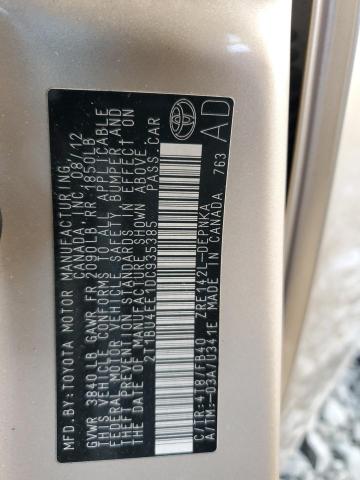 MFD.BY: TOYOTA MOTOR MANUFACTURING
CANADA INC. 08/12
GVWR 3840 LB GAWR FR 2090LB RR 1850LB
THIS VEHICLE CONFORMS TO ALL APPLICABLE
FEDERAL MOTOR VEHICLE SAFETY, BUMPER AND
THEFT PREVENTION STANDARDS IN EFFECT ON
THE DATE OF MANUFACTURE SHOWN ABOVE.
2T1BU4EE1DC935385 PASS.CAR
C/TR: 4T8/FB40 ZRE142L-DEPNKA
A/TM: -03A/U341E MADE IN CANADA 763
AD